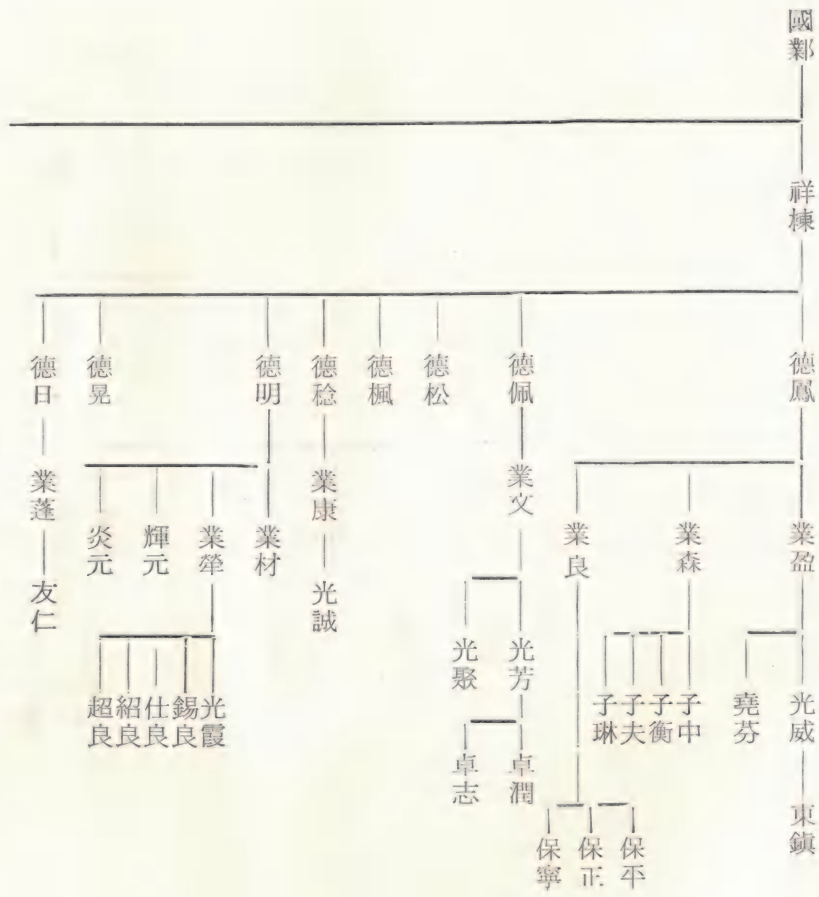 國鄴
祥棟
德鳳
德佩
德松
德楓
德稔
德明
德晃
德日
業盈
業森
業良
業文
業康
業材
業犖
輝元
炎元
業蓬
光威
堯芬
子中
子衡
子夫
子琳
光芳
光聚
光誠
光霞
錫良
仕良
紹良
超良
友仁
東鎮
保平
保正
保寧
卓潤
卓志